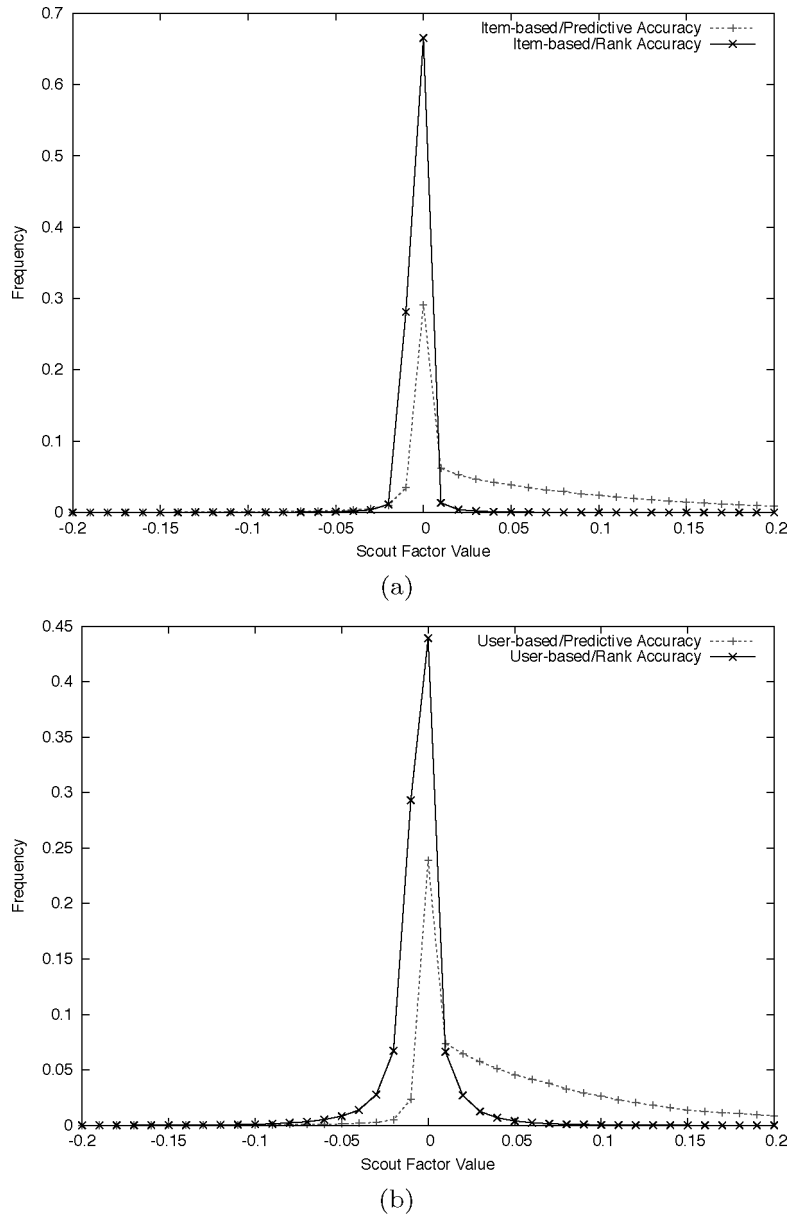 0.7
Item-based/Predictive Accuracy
Item-based/Rank Accuracy
0.6
0.5
0.4
Frequency
0.3
0.2
0.1
0
-0.2 -0.15 -0.1 -0.05 0 0.05 0.1 0.15 0.2
Scout Factor Value
(a)
0.45
User-based/Predictive Accuracy
User-based/Rank Accuracy
0.4
0.35
0.3
0.25
Frequency
0.2
0.15
0.1
0.05
0
-0.2 -0.15 -0.1 -0.05 0 0.05 0.1 0.15 0.2
Scout Factor Value
(b)